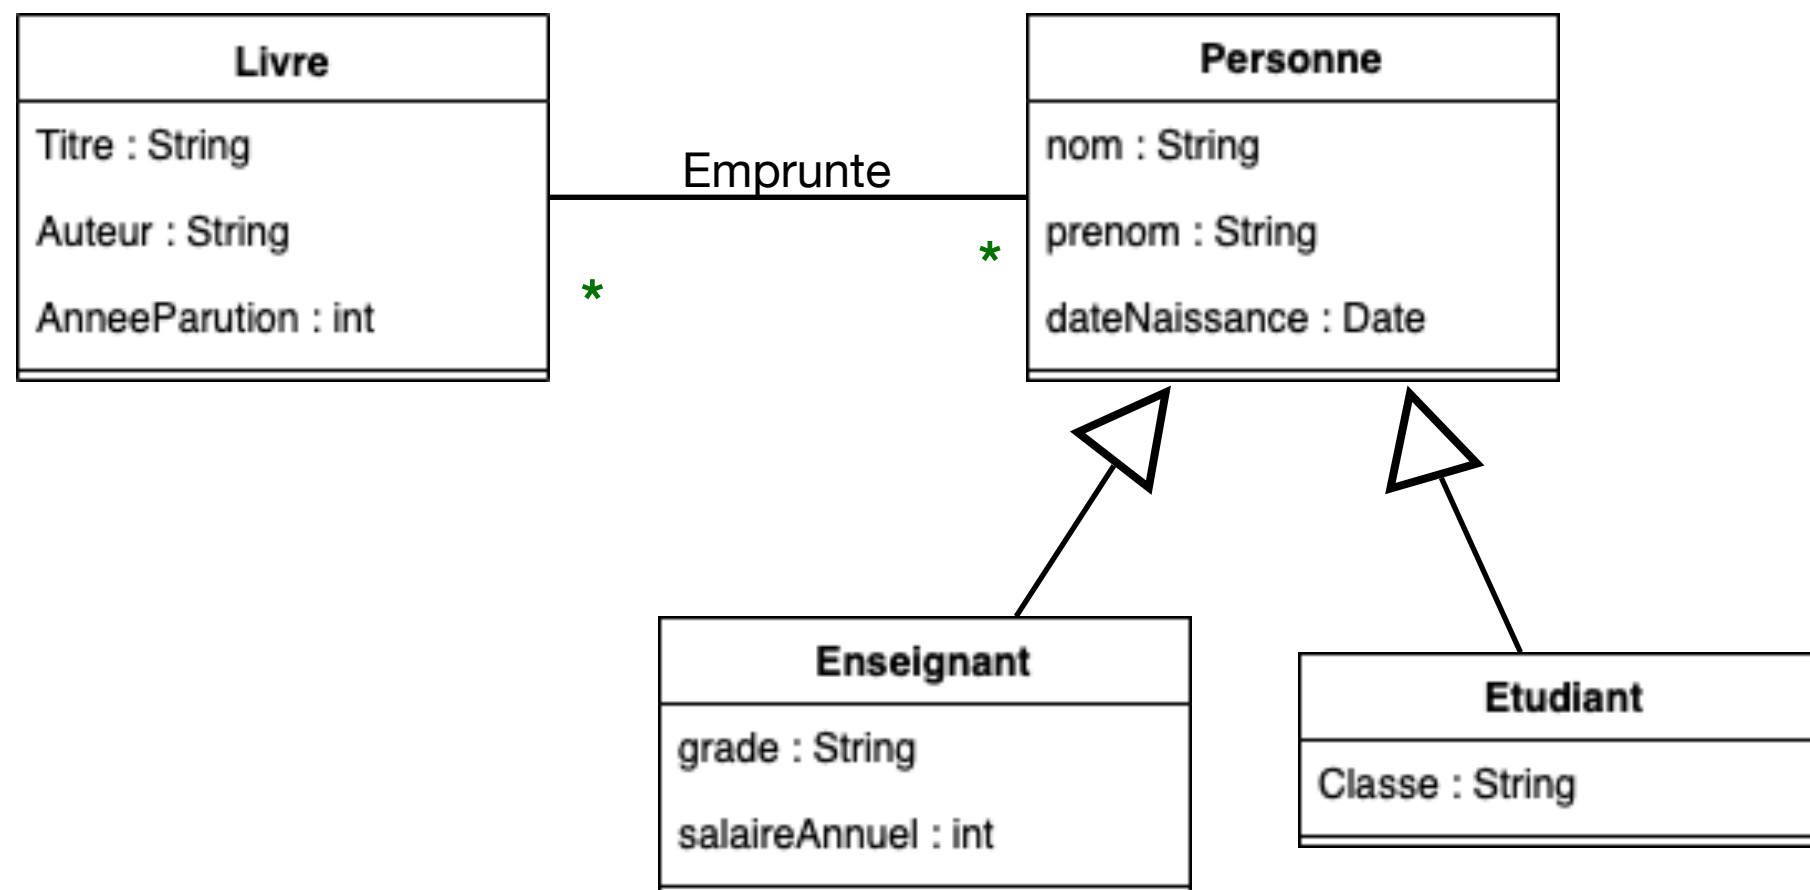 Livre
Titre : String
Auteur : String
AnneeParution : int
Emprunte
*
*
Personne
nom : String
prenom : String
dateNaissance : Date
Enseignant
grade : String
salaireAnnuel : int
Etudiant
Classe : String